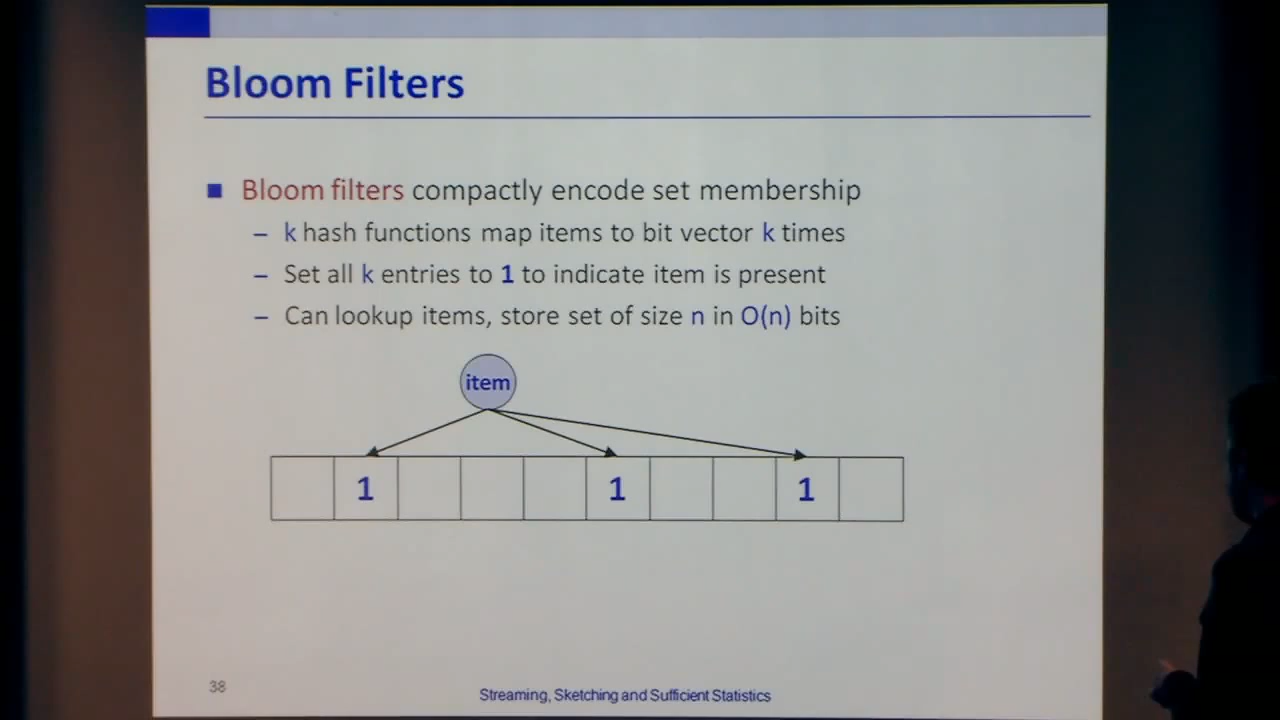 Bloom Filters
Bloom filters compactly encode set membership
– k hash functions map items to bit vector k times
– Set all k entries to 1 to indicate item is present
– Can lookup items, store set of size n in O(n) bits
item
1 1 1
38
Streaming, Sketching and Sufficient Statistics